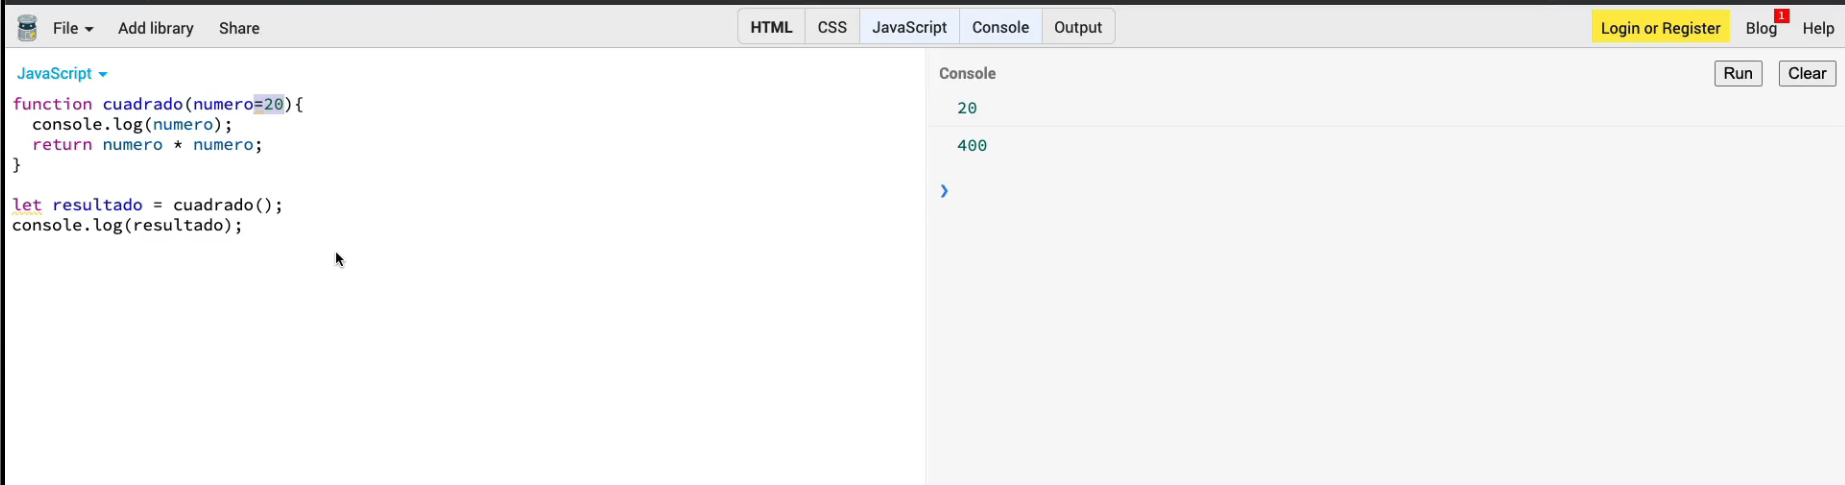 File Add library Share HTML CSS JavaScript Console Output Login or Register Blog 1 Help
JavaScript
function cuadrado(numero=20){
  console.log(numero);
  return numero * numero;
}
let resultado = cuadrado();
console.log(resultado);
Console Run Clear
20
400
❯